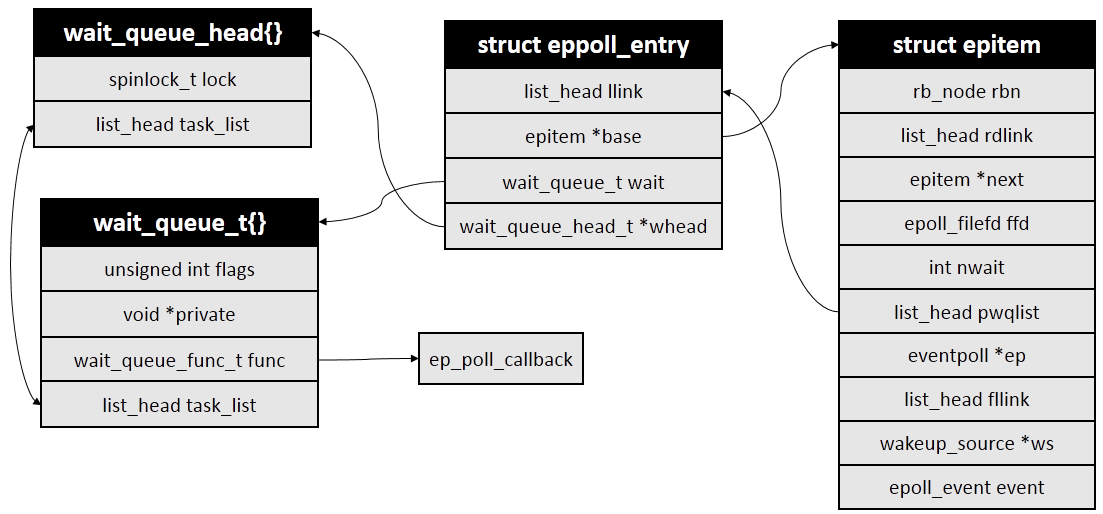 wait_queue_head{}
spinlock_t lock
list_head task_list
wait_queue_t{}
unsigned int flags
void *private
wait_queue_func_t func
list_head task_list
struct eppoll_entry
list_head llink
epitem *base
wait_queue_t wait
wait_queue_head_t *whead
ep_poll_callback
struct epitem
rb_node rbn
list_head rdlink
epitem *next
epoll_filefd ffd
int nwait
list_head pwqlist
eventpoll *ep
list_head fllink
wakeup_source *ws
epoll_event event